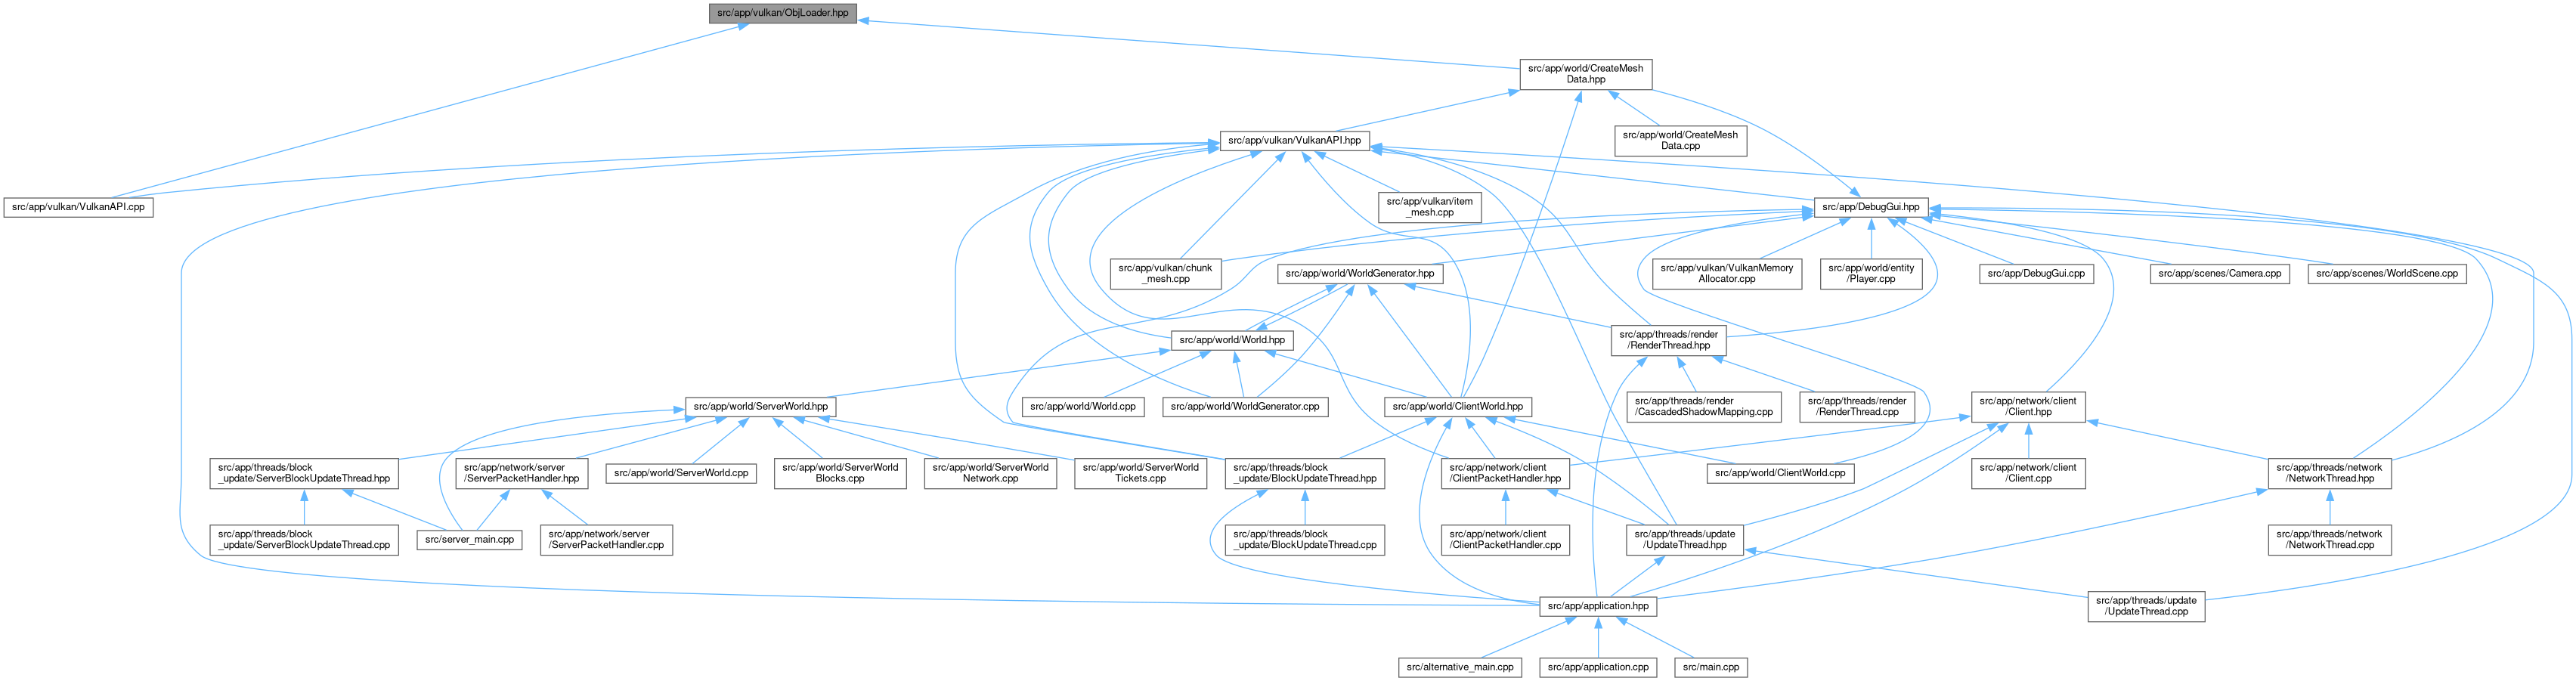 src/app/vulkan/ObjLoader.hpp
src/app/world/CreateMesh
Data.hpp
src/app/vulkan/VulkanAPI.hpp
src/app/world/CreateMesh
Data.cpp
src/app/vulkan/VulkanAPI.cpp
src/app/vulkan/item
_mesh.cpp
src/app/DebugGui.hpp
src/app/vulkan/chunk
_mesh.cpp
src/app/world/WorldGenerator.hpp
src/app/vulkan/VulkanMemory
Allocator.cpp
src/app/world/entity
/Player.cpp
src/app/DebugGui.cpp
src/app/scenes/Camera.cpp
src/app/scenes/WorldScene.cpp
src/app/world/World.hpp
src/app/threads/render
/RenderThread.hpp
src/app/world/ServerWorld.hpp
src/app/world/World.cpp
src/app/world/WorldGenerator.cpp
src/app/world/ClientWorld.hpp
src/app/threads/render
/CascadedShadowMapping.cpp
src/app/threads/render
/RenderThread.cpp
src/app/network/client
/Client.hpp
src/app/threads/block
_update/ServerBlockUpdateThread.hpp
src/app/network/server
/ServerPacketHandler.hpp
src/app/world/ServerWorld.cpp
src/app/world/ServerWorld
Blocks.cpp
src/app/world/ServerWorld
Network.cpp
src/app/world/ServerWorld
Tickets.cpp
src/app/threads/block
_update/BlockUpdateThread.hpp
src/app/network/client
/ClientPacketHandler.hpp
src/app/world/ClientWorld.cpp
src/app/network/client
/Client.cpp
src/app/threads/network
/NetworkThread.hpp
src/app/threads/block
_update/ServerBlockUpdateThread.cpp
src/server_main.cpp
src/app/network/server
/ServerPacketHandler.cpp
src/app/threads/block
_update/BlockUpdateThread.cpp
src/app/network/client
/ClientPacketHandler.cpp
src/app/threads/update
/UpdateThread.hpp
src/app/threads/network
/NetworkThread.cpp
src/app/application.hpp
src/app/threads/update
/UpdateThread.cpp
src/alternative_main.cpp
src/app/application.cpp
src/main.cpp